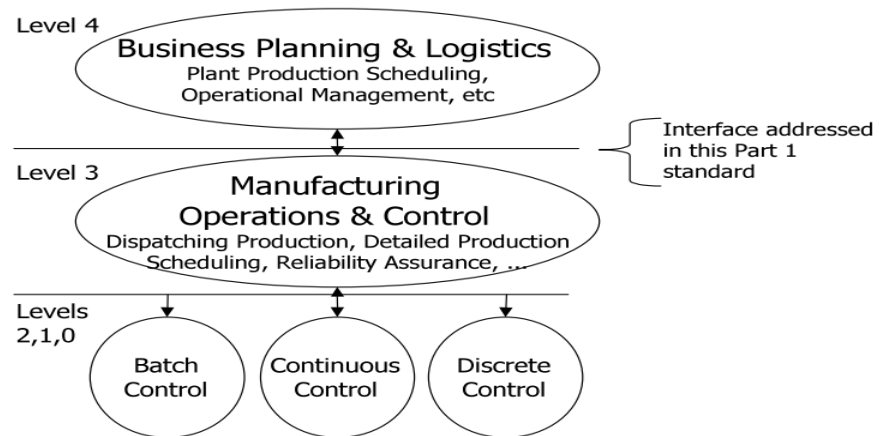 Level 4
Business Planning & Logistics
Plant Production Scheduling,
Operational Management, etc
Interface addressed
in this Part 1
standard
Level 3
Manufacturing
Operations & Control
Dispatching Production, Detailed Production
Scheduling, Reliability Assurance, ...
Levels
2,1,0
Batch
Control
Continuous
Control
Discrete
Control